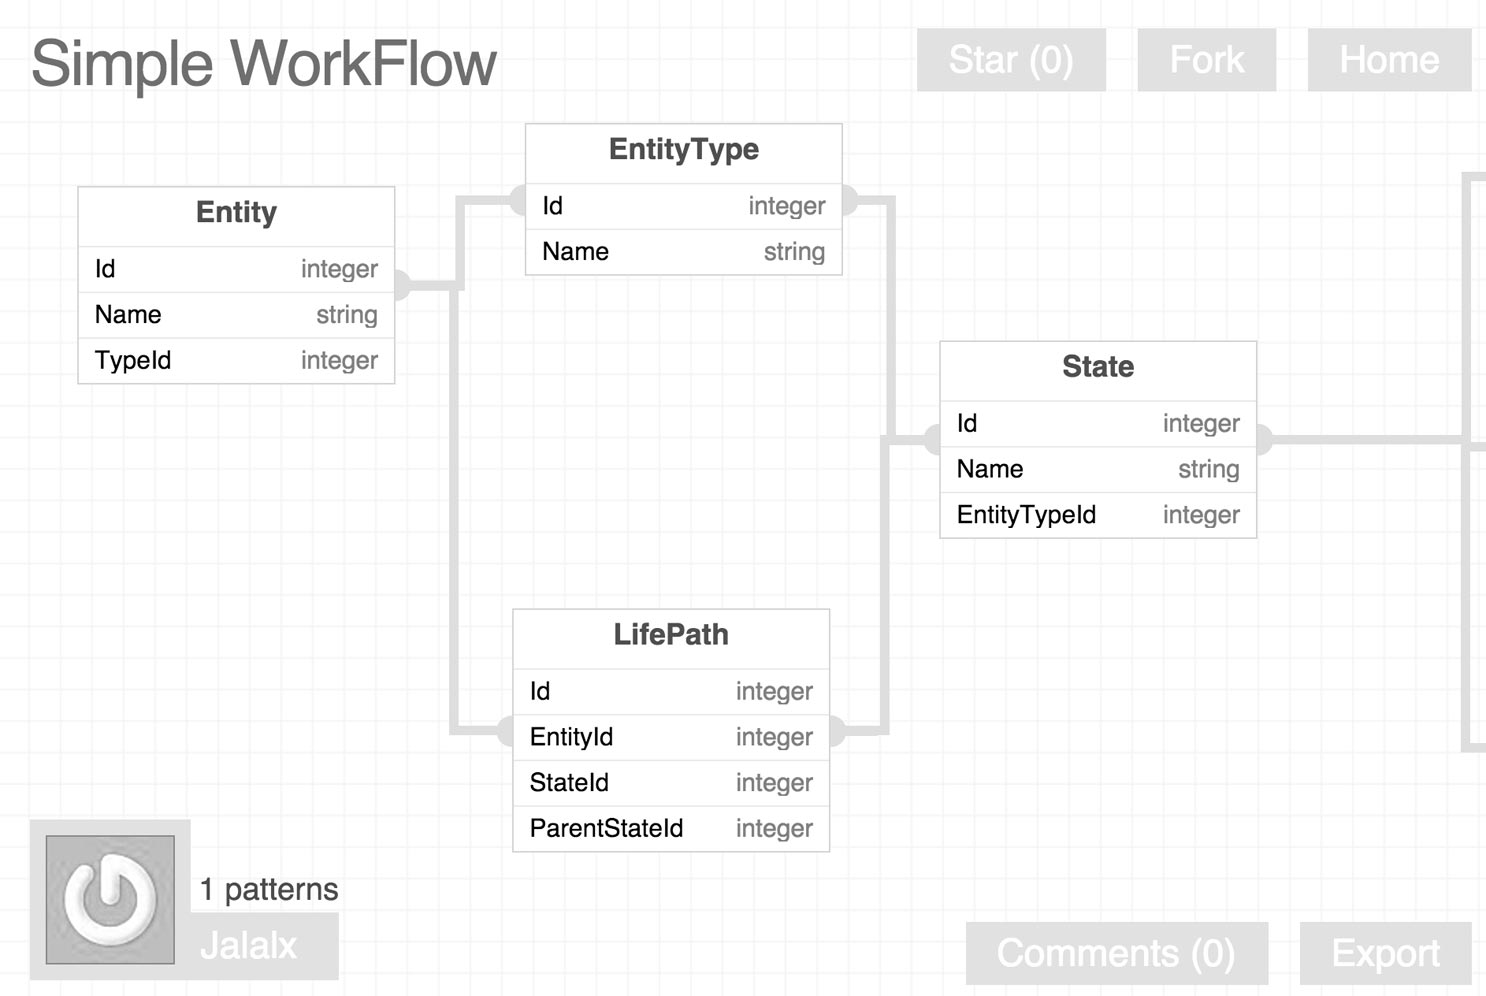 Simple WorkFlow
Star (0)
Fork
Home
Entity
Id integer
Name string
TypeId integer
EntityType
Id integer
Name string
State
Id integer
Name string
EntityTypeId integer
LifePath
Id integer
EntityId integer
StateId integer
ParentStateId integer
1 patterns
Jalalx
Comments (0)
Export